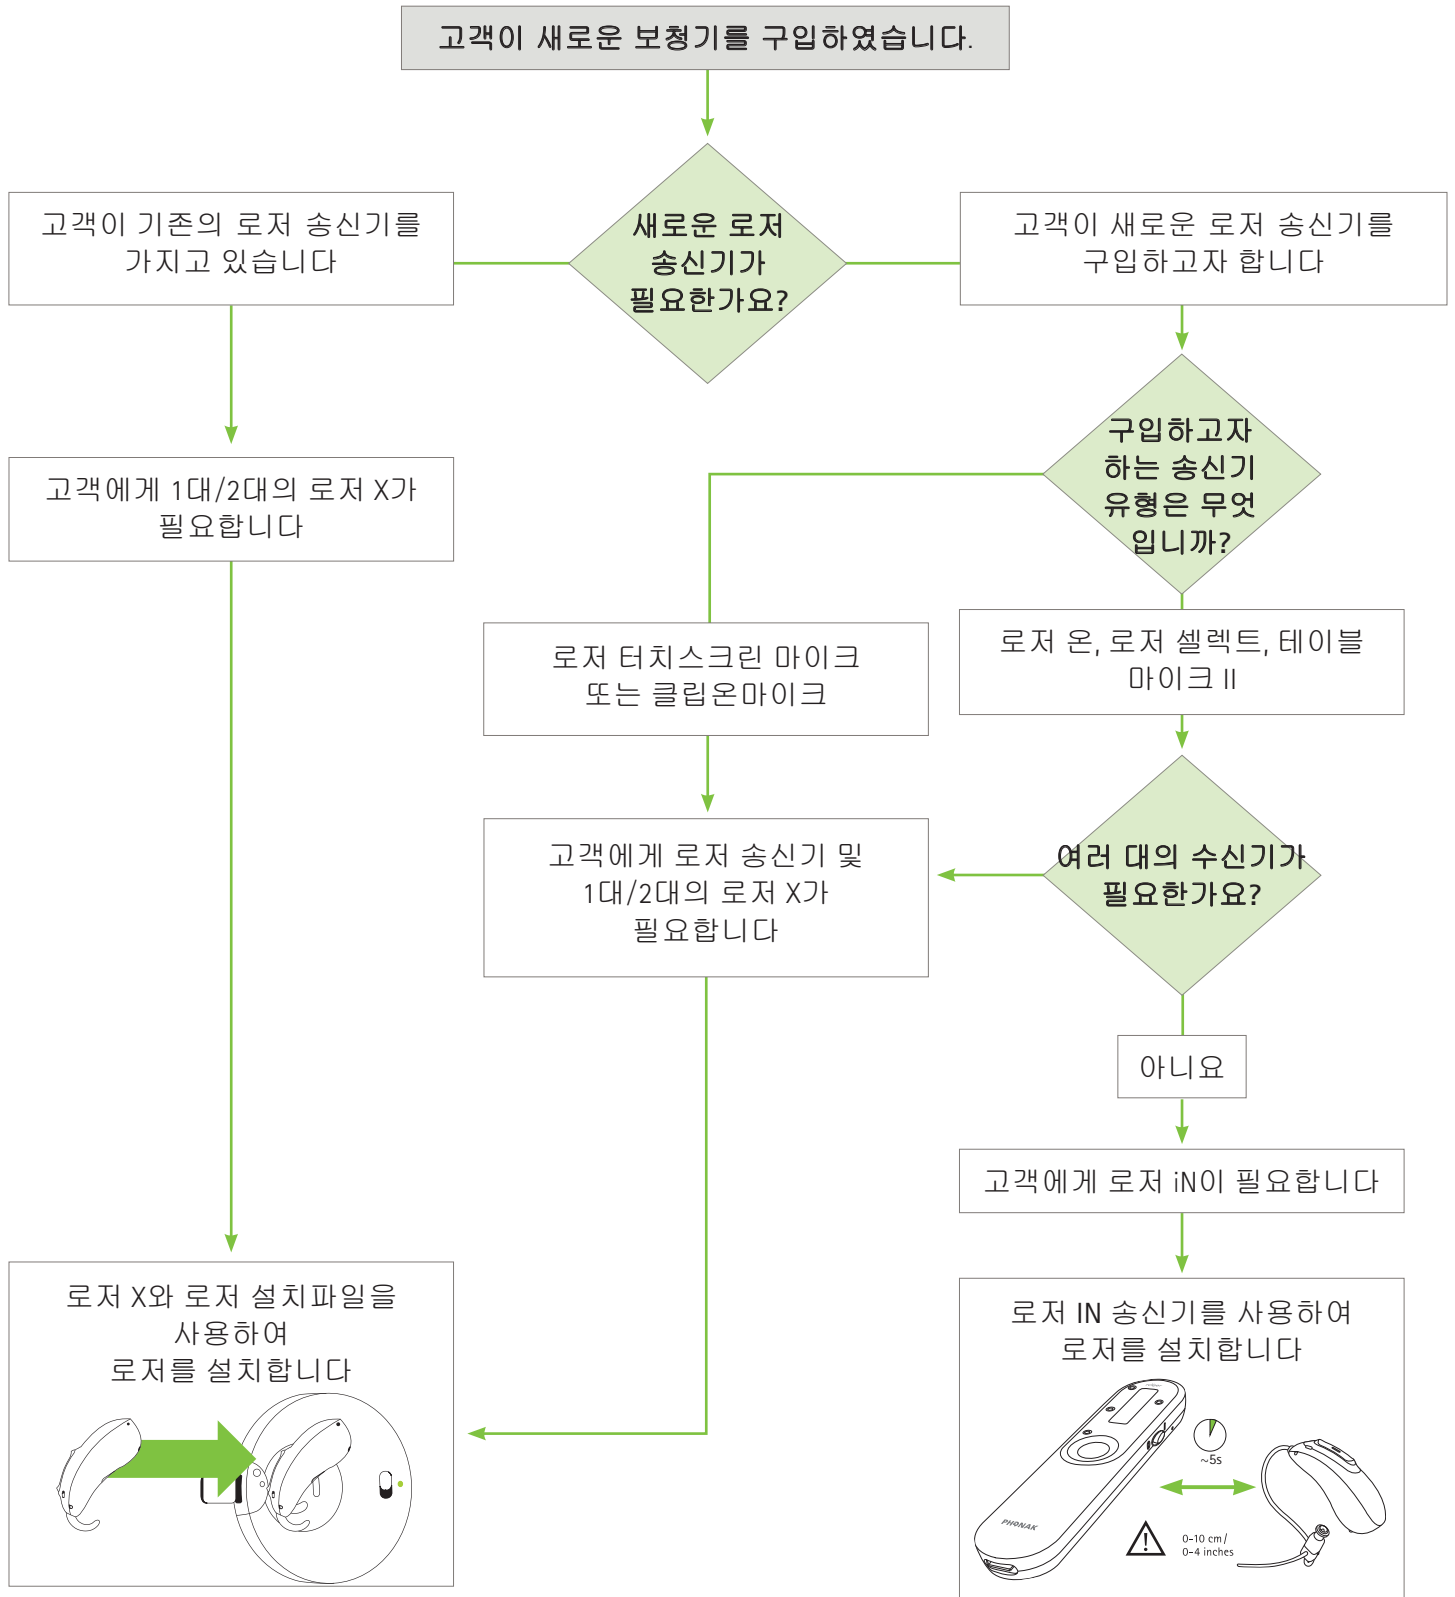 고객이 새로운 보청기를 구입하였습니다.
새로운 로저
송신기가
필요한가요?
고객이 기존의 로저 송신기를
가지고 있습니다
고객이 새로운 로저 송신기를
구입하고자 합니다
구입하고자
하는 송신기
유형은 무엇
입니까?
고객에게 1대/2대의 로저 X가
필요합니다
로저 터치스크린 마이크
또는 클립온마이크
로저 온, 로저 셀렉트, 테이블
마이크 II
고객에게 로저 송신기 및
1대/2대의 로저 X가
필요합니다
여러 대의 수신기가
필요한가요?
아니요
고객에게 로저 iN이 필요합니다
로저 X와 로저 설치파일을
사용하여
로저를 설치합니다
로저 IN 송신기를 사용하여
로저를 설치합니다
~5s
PHONAK
0-10 cm/
0-4 inches